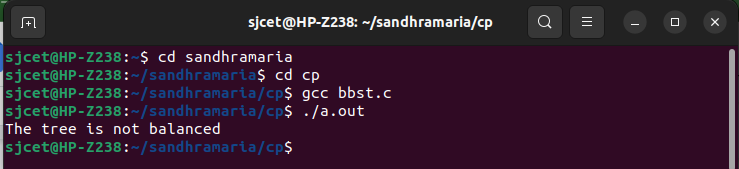 sjcet@HP-Z238: ~/sandhramaria/cp
sjcet@HP-Z238:~$ cd sandhramaria
sjcet@HP-Z238:~/sandhramaria$ cd cp
sjcet@HP-Z238:~/sandhramaria/cp$ gcc bbst.c
sjcet@HP-Z238:~/sandhramaria/cp$ ./a.out
The tree is not balanced
sjcet@HP-Z238:~/sandhramaria/cp$